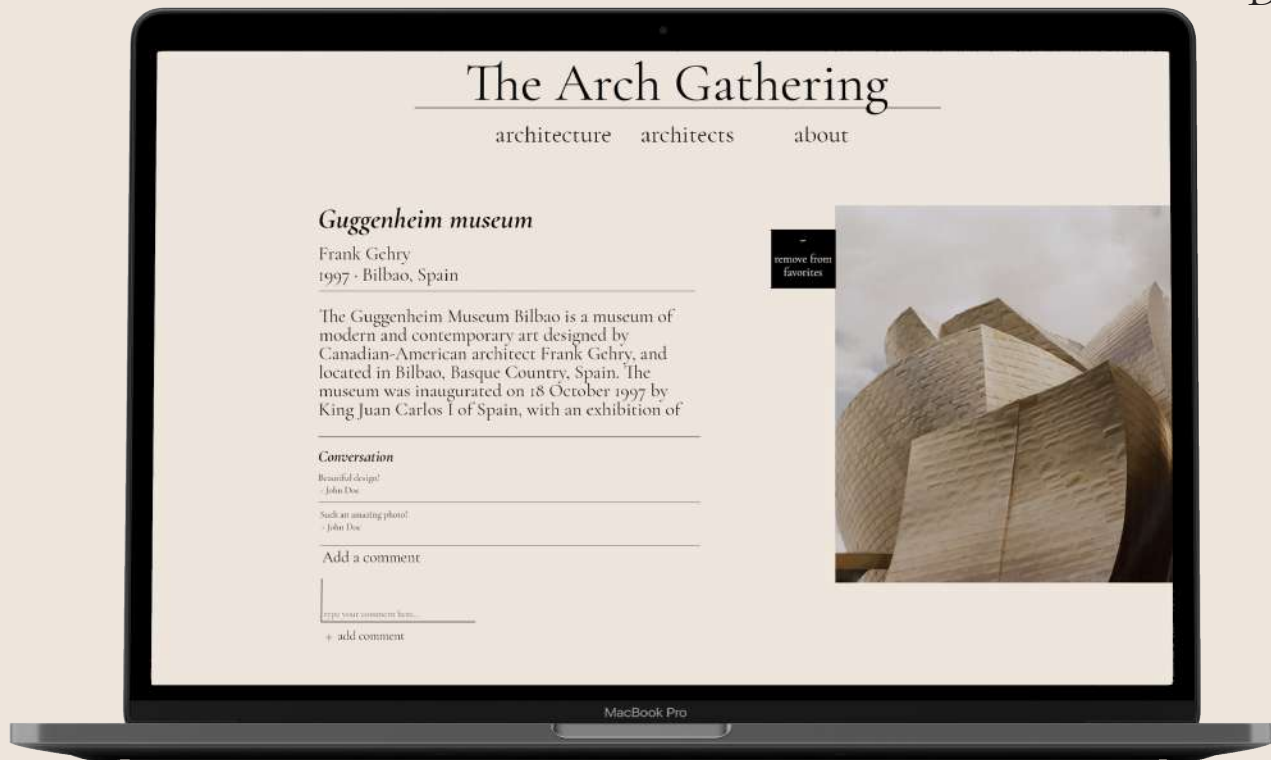 The Arch Gathering
architecture architects about
Guggenheim museum
Frank Gehry
1997 · Bilbao, Spain
The Guggenheim Museum Bilbao is a museum of
modern and contemporary art designed by
Canadian-American architect Frank Gehry, and
located in Bilbao, Basque Country, Spain. The
museum was inaugurated on 18 October 1997 by
King Juan Carlos I of Spain, with an exhibition of
Conversation
Beautiful design!
- John Doe
Such an amazing photo!
- John Doe
Add a comment
type your comment here...
+ add comment
-
remove from
favorites
MacBook Pro